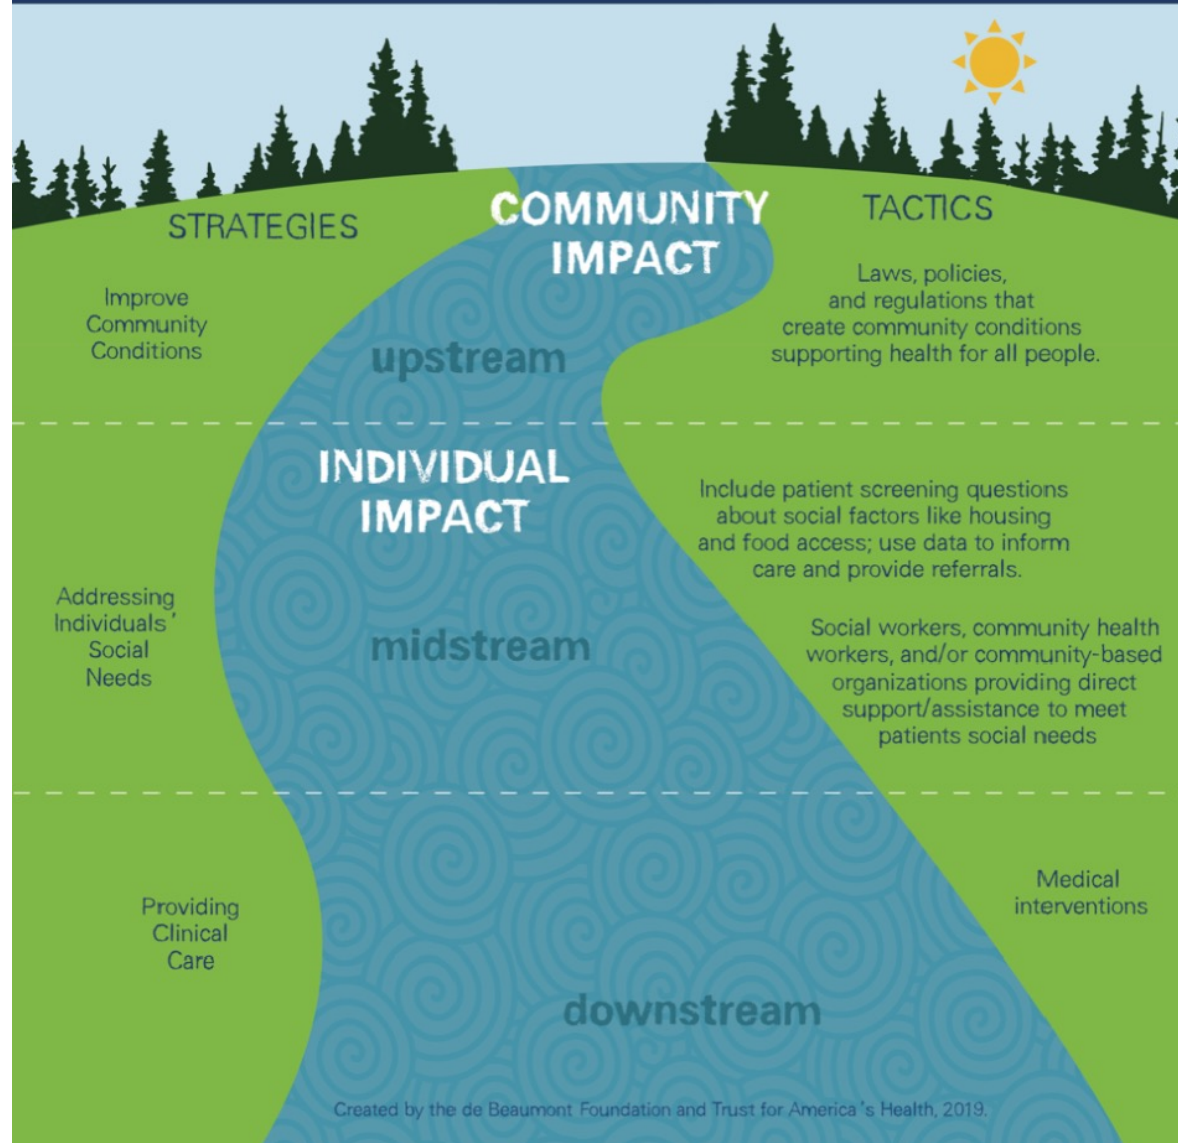 STRATEGIES
COMMUNITY
IMPACT
TACTICS
Improve
Community
Conditions
upstream
Laws, policies,
and regulations that
create community conditions
supporting health for all people.
INDIVIDUAL
IMPACT
Addressing
Individuals'
Social
Needs
midstream
Include patient screening questions
about social factors like housing
and food access; use data to inform
care and provide referrals.
Social workers, community health
workers, and/or community-based
organizations providing direct
support/assistance to meet
patients social needs
Providing
Clinical
Care
downstream
Medical
interventions
Created by the de Beaumont Foundation and Trust for America's Health, 2019.